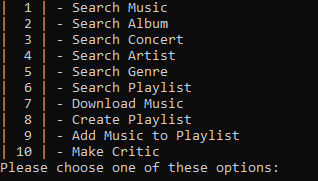 |  1 | - Search Music
|  2 | - Search Album
|  3 | - Search Concert
|  4 | - Search Artist
|  5 | - Search Genre
|  6 | - Search Playlist
|  7 | - Download Music
|  8 | - Create Playlist
|  9 | - Add Music to Playlist
| 10 | - Make Critic
Please choose one of these options: